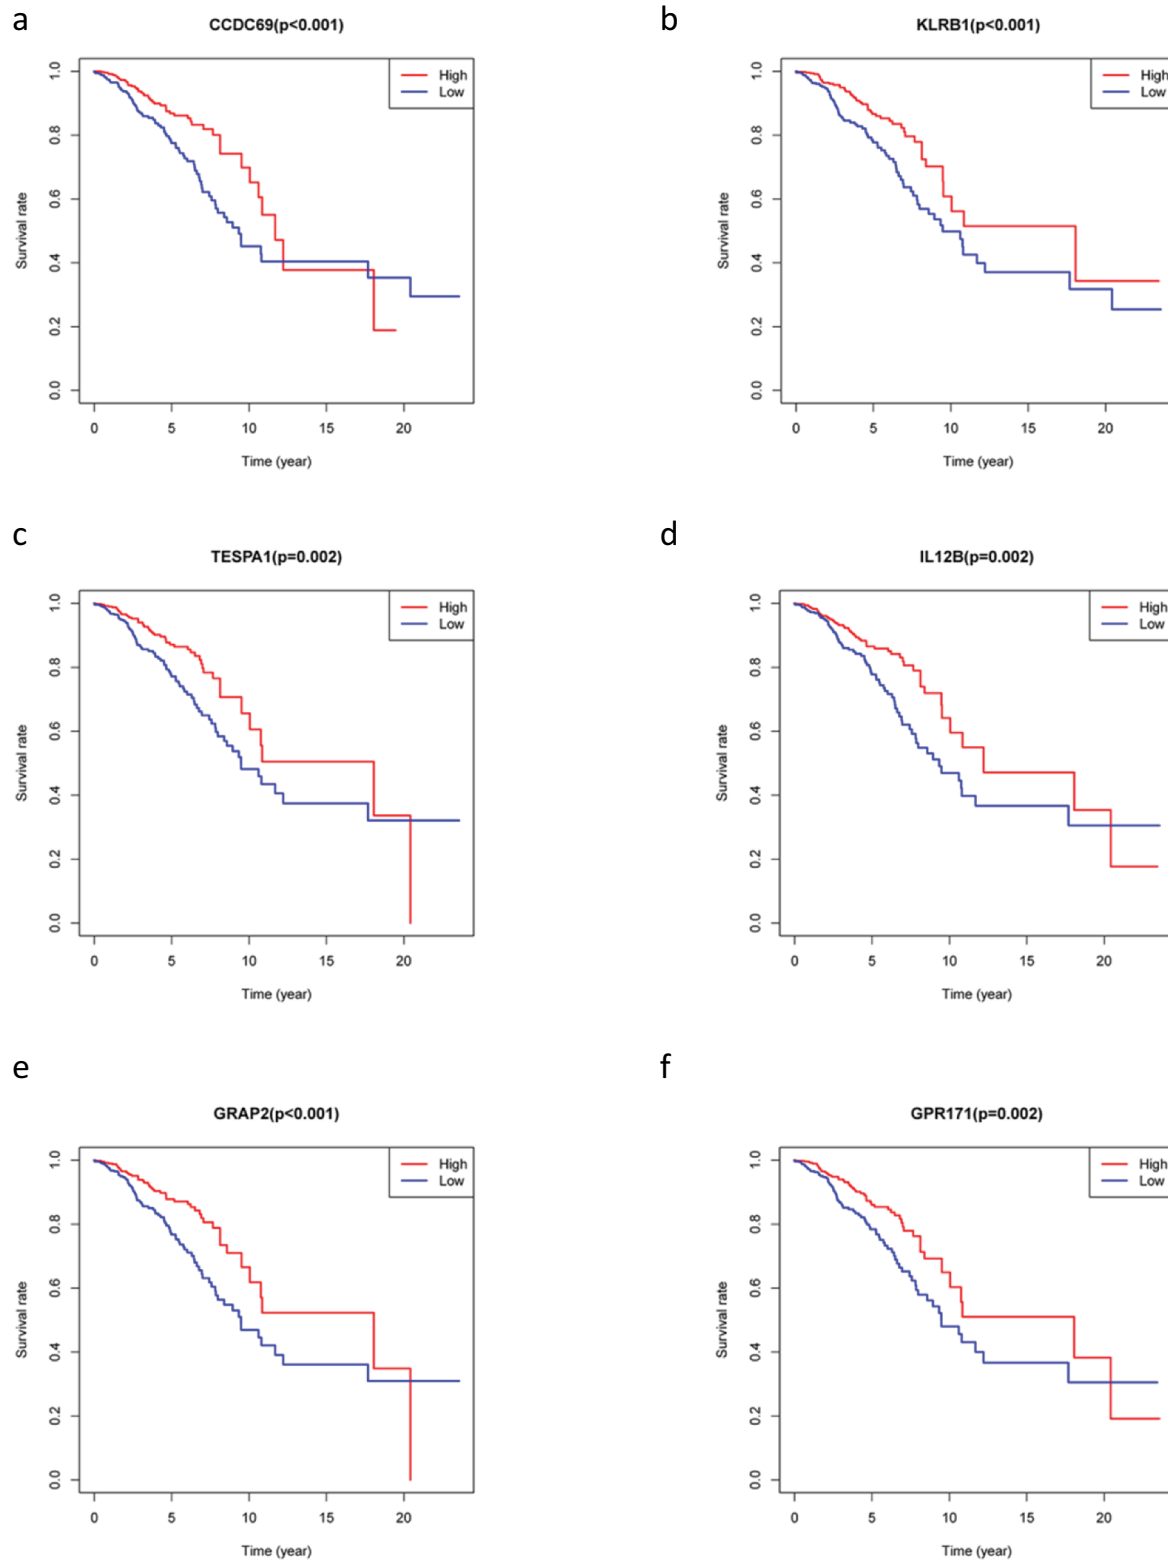 a
CCDC69(p<0.001)
High
Low
Survival rate
0.0 0.2 0.4 0.6 0.8 1.0
0 5 10 15 20
Time (year)
b
KLRB1(p<0.001)
High
Low
Survival rate
0.0 0.2 0.4 0.6 0.8 1.0
0 5 10 15 20
Time (year)
c
TESPA1(p=0.002)
High
Low
Survival rate
0.0 0.2 0.4 0.6 0.8 1.0
0 5 10 15 20
Time (year)
d
IL12B(p=0.002)
High
Low
Survival rate
0.0 0.2 0.4 0.6 0.8 1.0
0 5 10 15 20
Time (year)
e
GRAP2(p<0.001)
High
Low
Survival rate
0.0 0.2 0.4 0.6 0.8 1.0
0 5 10 15 20
Time (year)
f
GPR171(p=0.002)
High
Low
Survival rate
0.0 0.2 0.4 0.6 0.8 1.0
0 5 10 15 20
Time (year)